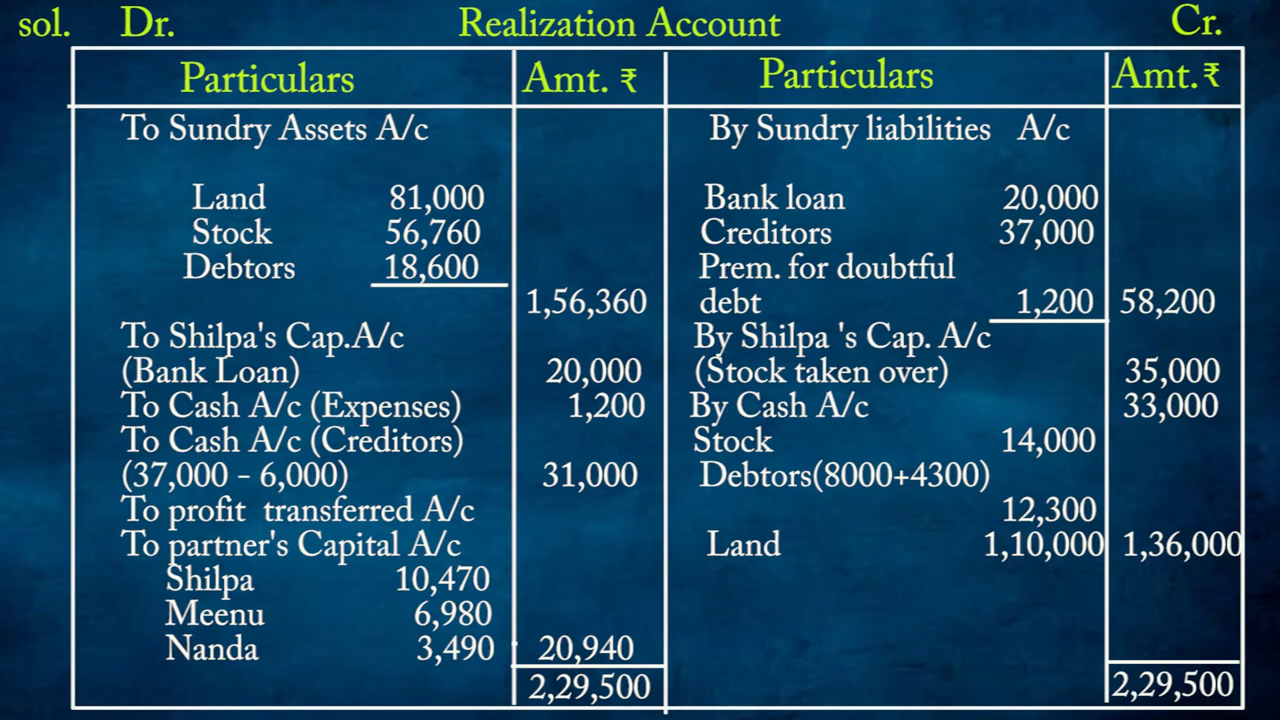 sol. Dr. Realization Account Cr.
Particulars Amt. ₹ Particulars Amt.₹
To Sundry Assets A/c By Sundry liabilities A/c
Land 81,000 Bank loan 20,000
Stock 56,760 Creditors 37,000
Debtors 18,600 Prem. for doubtful
1,56,360 debt 1,200 58,200
To Shilpa's Cap.A/c By Shilpa 's Cap. A/c
(Bank Loan) 20,000 (Stock taken over) 35,000
To Cash A/c (Expenses) 1,200 By Cash A/c 33,000
To Cash A/c (Creditors) Stock 14,000
(37,000 - 6,000) 31,000 Debtors(8000+4300)
To profit transferred A/c 12,300
To partner's Capital A/c Land 1,10,000 1,36,000
Shilpa 10,470
Meenu 6,980
Nanda 3,490 20,940
2,29,500 2,29,500